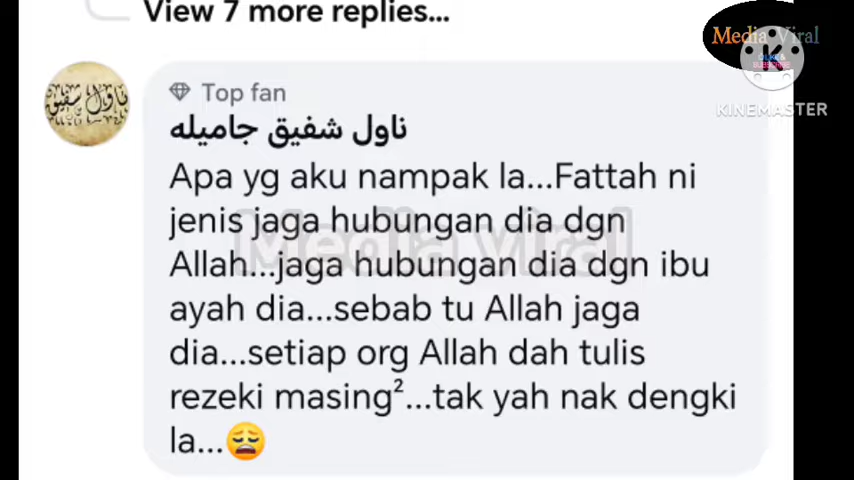 View 7 more replies...
Media Viral
KINEMASTER
Top fan
ناول شفيق جاميله
Apa yg aku nampak la...Fattah ni
jenis jaga hubungan dia dgn
Allah...jaga hubungan dia dgn ibu
ayah dia...sebab tu Allah jaga
dia...setiap org Allah dah tulis
rezeki masing²...tak yah nak dengki
la...😩
Media Viral